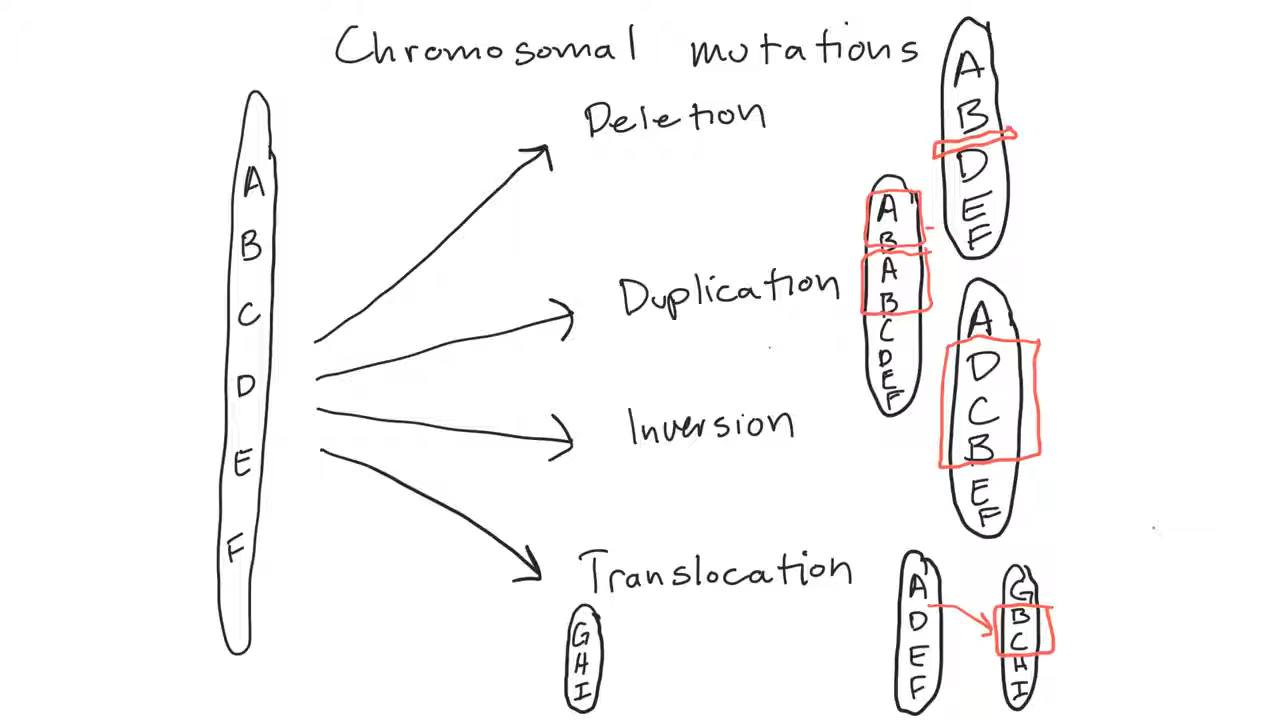 Chromosomal mutations
A
B
C
D
E
F
Deletion
A
B
D
E
F
Duplication
A
B
A
B
C
D
E
F
Inversion
A
D
C
B
E
F
Translocation
G
H
I
A
D
E
F
G
B
C
H
I